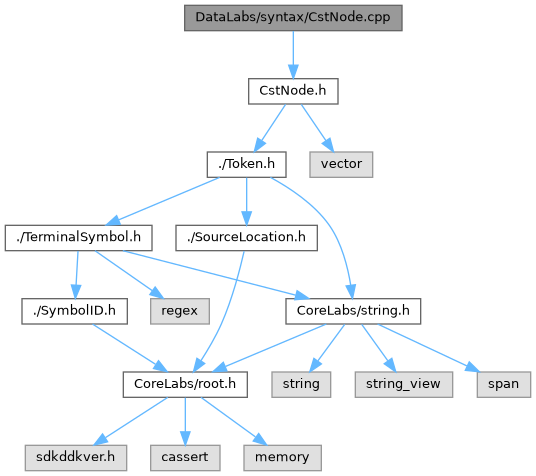 DataLabs/syntax/CstNode.cpp
CstNode.h
./Token.h
vector
./TerminalSymbol.h
./SourceLocation.h
./SymbolID.h
regex
CoreLabs/string.h
CoreLabs/root.h
string
string_view
span
sdkddkver.h
cassert
memory